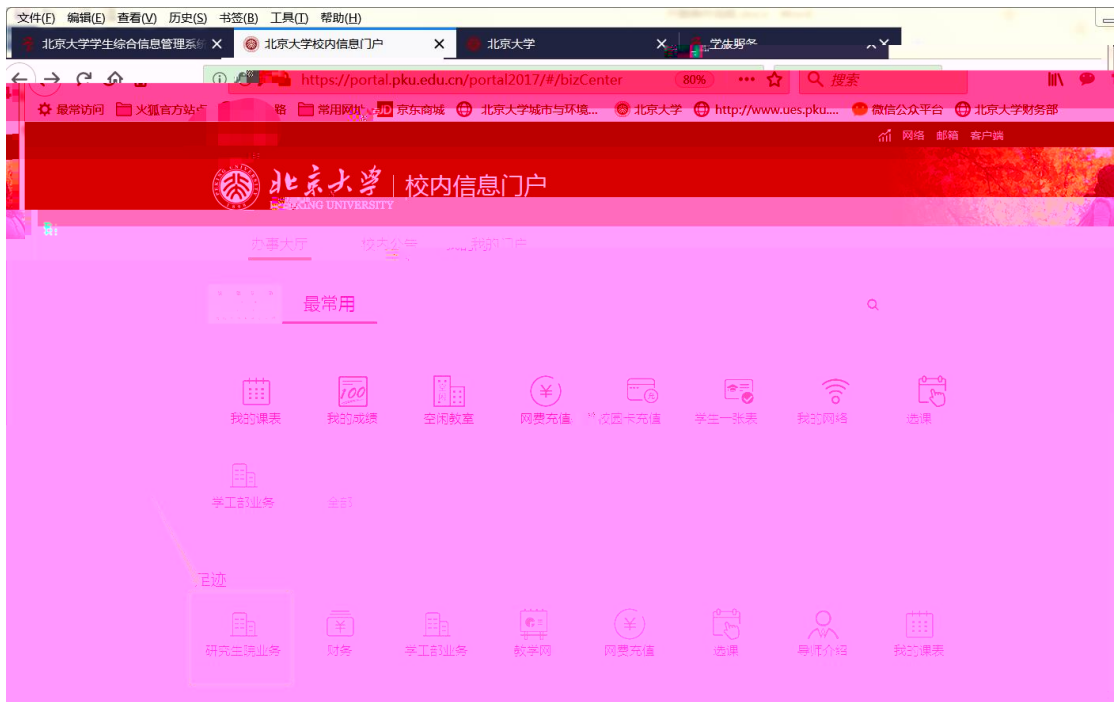 文件(F) 编辑(E) 查看(V) 历史(S) 书签(B) 工具(T) 帮助(H)
北京大学学生综合信息管理系统 北京大学校内信息门户 北京大学
https://portal.pku.edu.cn/portal2017/#/bizCenter 80% 搜索
最常访问 火狐官方站点 常用网址 京东商城 北京大学城市与环境... 北京大学 http://www.ues.pku.... 微信公众平台 北京大学财务部
网络 邮箱 客户端
北京大学 校内信息门户
PEKING UNIVERSITY
办事大厅 校内公告 我的门户
最常用
我的课表 我的成绩 空闲教室 网费充值 校园卡充值 学生一张表 我的网络 选课
学工部业务 全部
足迹
研究生院业务 财务 学工部业务 教学网 网费充值 选课 导师介绍 我的课表